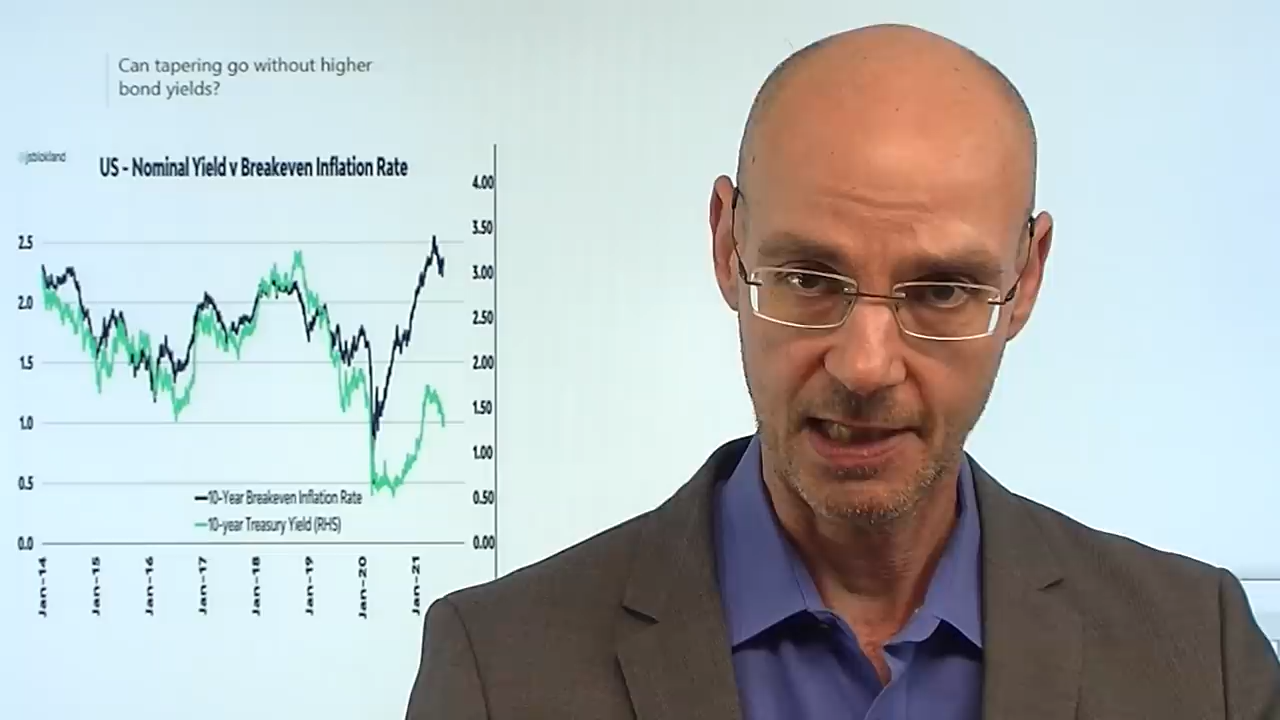 Can tapering go without higher
bond yields?
@jsblokland
US - Nominal Yield v Breakeven Inflation Rate
4.00
3.50
2.5
3.00
2.0
2.50
1.5
2.00
1.0
1.50
1.00
0.5
0.50
0.0
0.00
10-Year Breakeven Inflation Rate
10-year Treasury Yield (RHS)
Jan-14
Jan-15
Jan-16
Jan-17
Jan-18
Jan-19
Jan-20
Jan-21